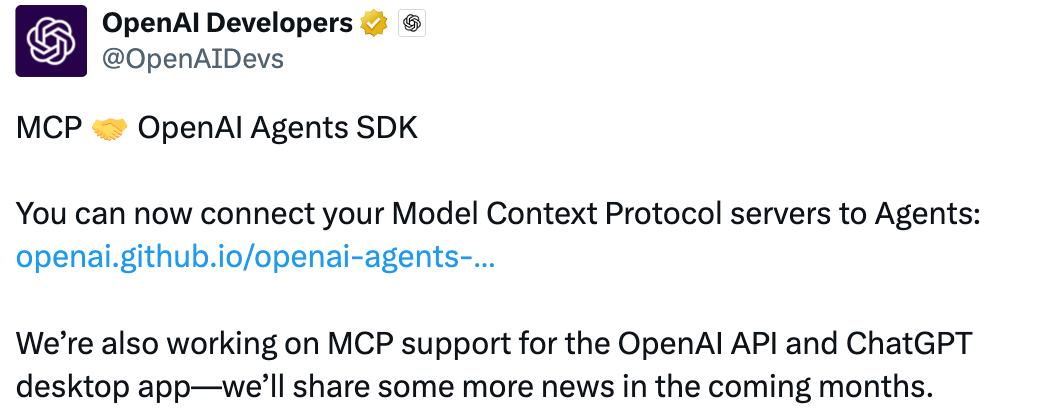 OpenAI Developers
@OpenAIDevs
MCP 🤝 OpenAI Agents SDK
You can now connect your Model Context Protocol servers to Agents:
openai.github.io/openai-agents-...
We’re also working on MCP support for the OpenAI API and ChatGPT
desktop app—we’ll share some more news in the coming months.